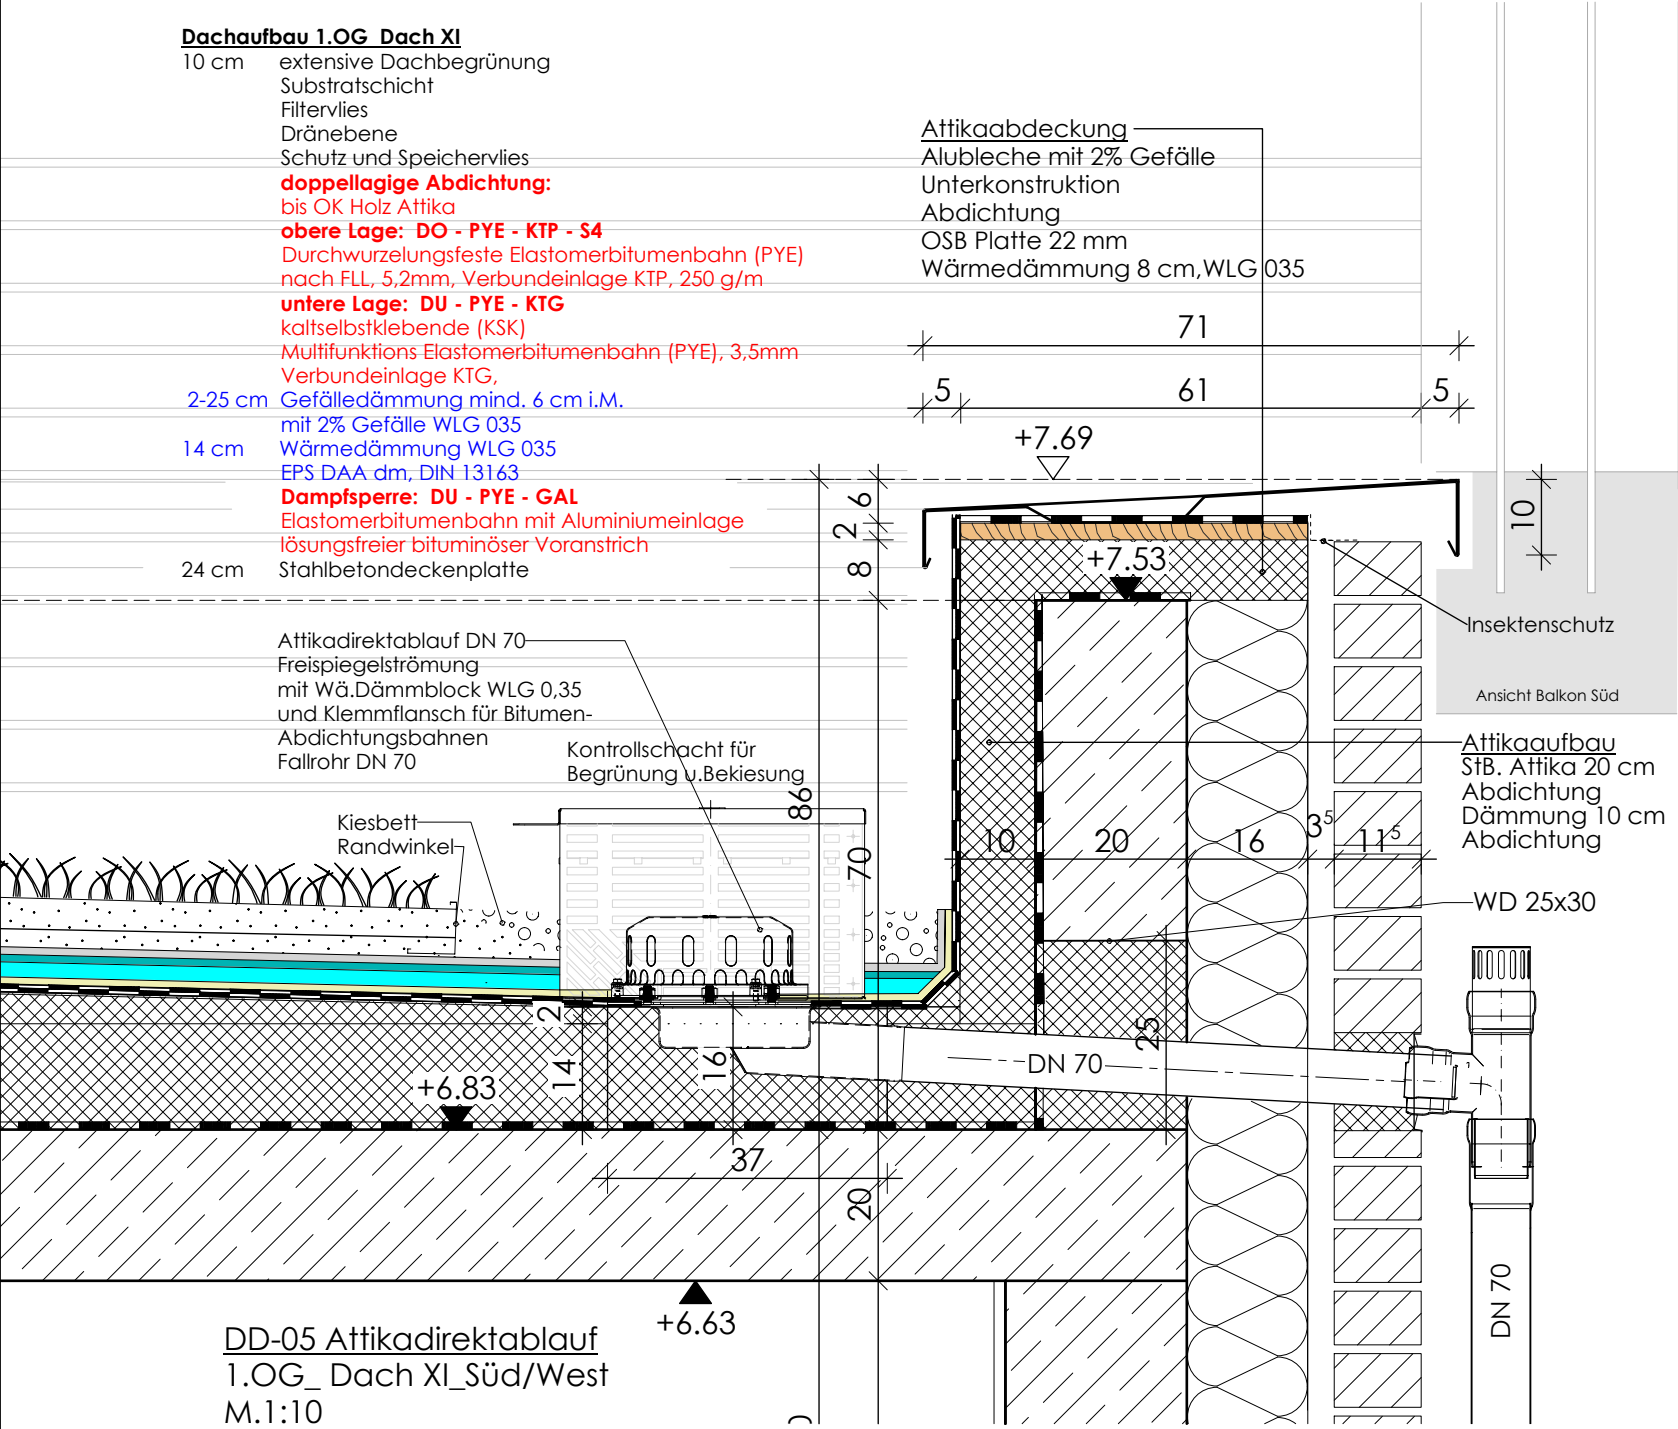 Dachaufbau 1.OG Dach XI
10 cm extensive Dachbegrünung
Substratschicht
Filtervlies
Dränebene
Schutz und Speichervlies
doppellagige Abdichtung:
bis OK Holz Attika
obere Lage: DO - PYE - KTP - S4
Durchwurzelungsfeste Elastomerbitumenbahn (PYE)
nach FLL, 5,2mm, Verbundeinlage KTP, 250 g/m
untere Lage: DU - PYE - KTG
kaltselbstklebende (KSK)
Multifunktions Elastomerbitumenbahn (PYE), 3,5mm
Verbundeinlage KTG,
2-25 cm Gefälledämmung mind. 6 cm i.M.
mit 2% Gefälle WLG 035
14 cm Wärmedämmung WLG 035
EPS DAA dm, DIN 13163
Dampfsperre: DU - PYE - GAL
Elastomerbitumenbahn mit Aluminiumeinlage
lösungsfreier bituminöser Voranstrich
24 cm Stahlbetondeckenplatte
Attikaabdeckung
Alubleche mit 2% Gefälle
Unterkonstruktion
Abdichtung
OSB Platte 22 mm
Wärmedämmung 8 cm,WLG 035
71
5 61 5
+7.69
6
2
8
10
+7.53
Insektenschutz
Ansicht Balkon Süd
Attikadirektablauf DN 70
Freispiegelströmung
mit Wä.Dämmblock WLG 0,35
und Klemmflansch für Bitumen-
Abdichtungsbahnen
Fallrohr DN 70
Kontrollschacht für
Begrünung u.Bekiesung
Attikaaufbau
StB. Attika 20 cm
Abdichtung
Dämmung 10 cm
Abdichtung
Kiesbett
Randwinkel
86
70
10 20 16 3⁵ 11⁵
WD 25x30
2
14
16
25
DN 70
+6.83
37
20
+6.63
DN 70
DD-05 Attikadirektablauf
1.OG_ Dach XI_Süd/West
M.1:10